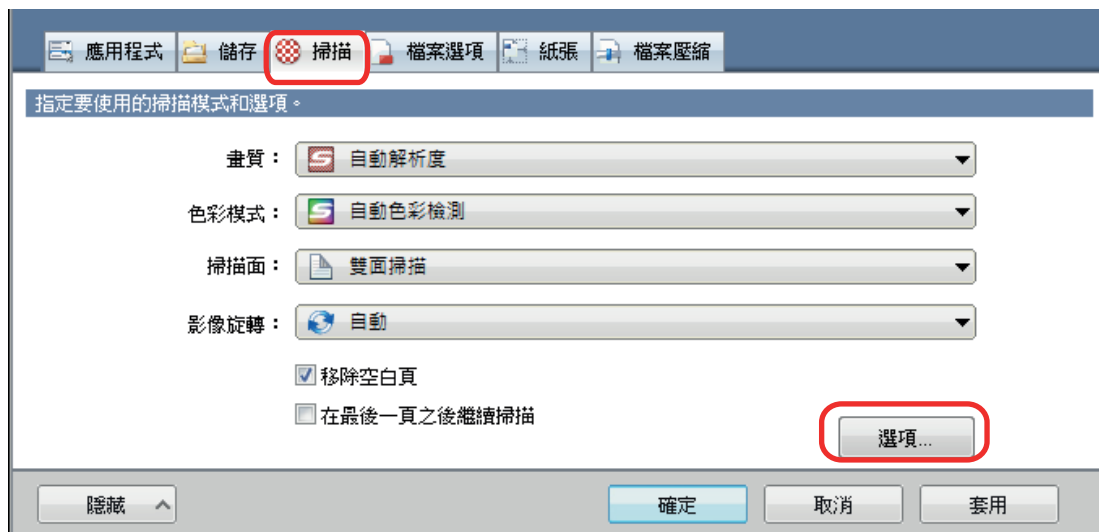 應用程式 儲存 掃描 檔案選項 紙張 檔案壓縮
指定要使用的掃描模式和選項。
畫質： 自動解析度
色彩模式： 自動色彩檢測
掃描面： 雙面掃描
影像旋轉： 自動
移除空白頁
在最後一頁之後繼續掃描
選項...
隱藏 確定 取消 套用